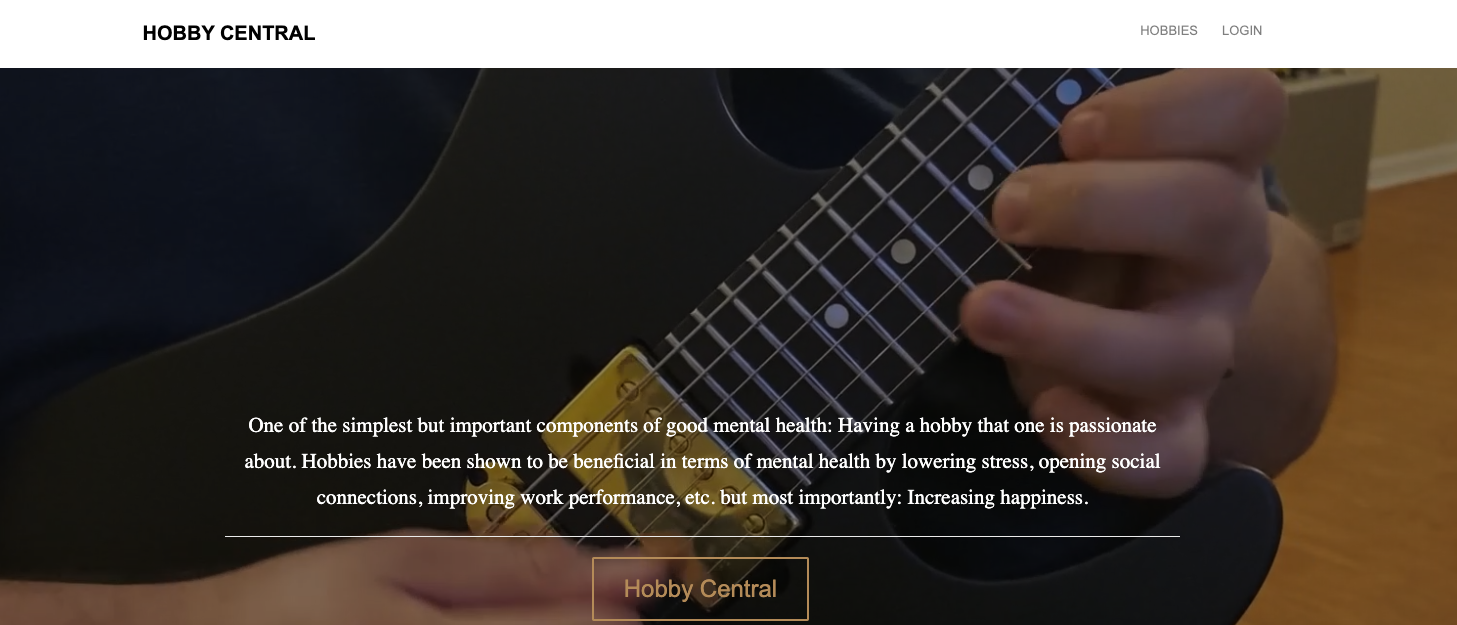 HOBBY CENTRAL
HOBBIES LOGIN
One of the simplest but important components of good mental health: Having a hobby that one is passionate
about. Hobbies have been shown to be beneficial in terms of mental health by lowering stress, opening social
connections, improving work performance, etc. but most importantly: Increasing happiness.
Hobby Central